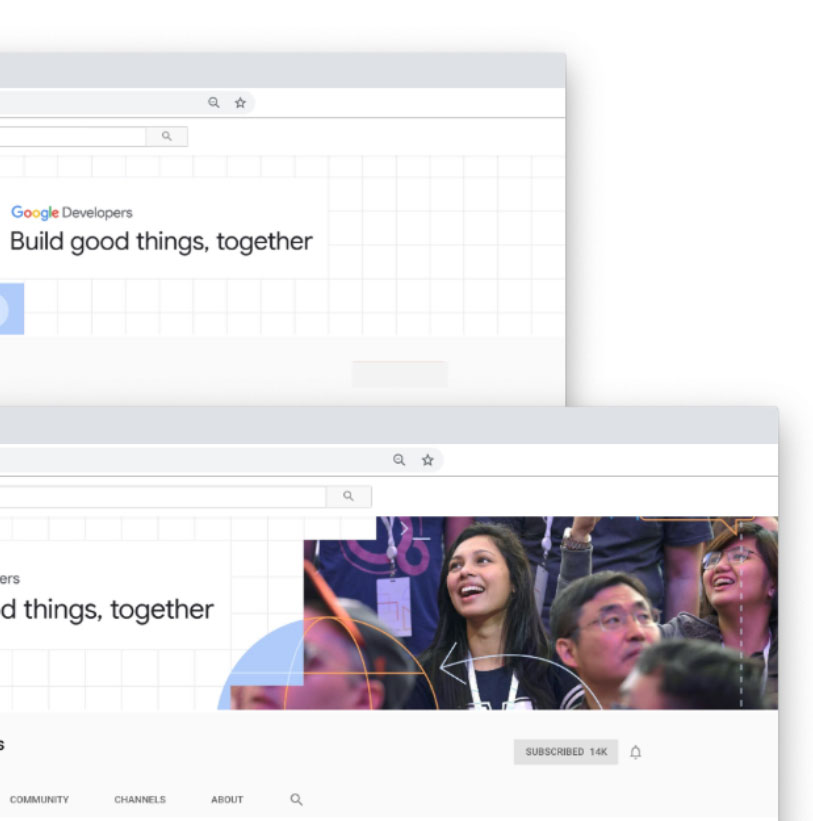 Google Developers
Build good things, together
ers
d things, together
s
SUBSCRIBED 14K
COMMUNITY CHANNELS ABOUT